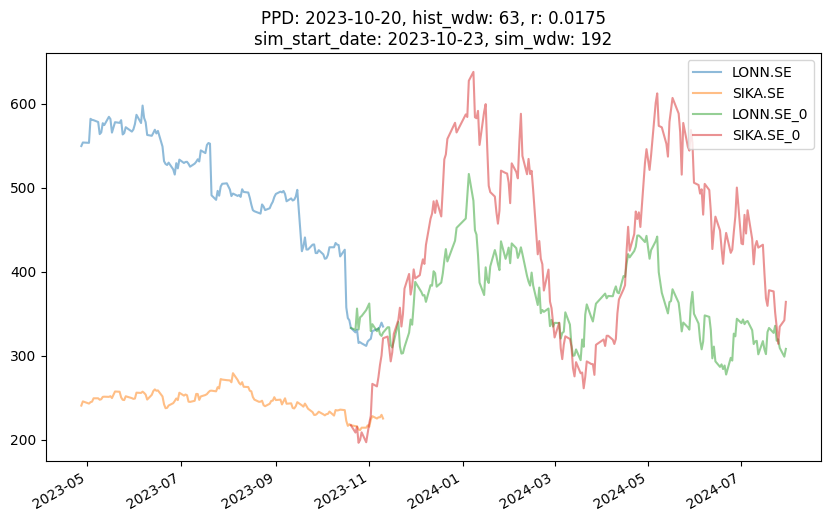 PPD: 2023-10-20, hist_wdw: 63, r: 0.0175
sim_start_date: 2023-10-23, sim_wdw: 192
LONN.SE
SIKA.SE
LONN.SE_0
SIKA.SE_0
600
500
400
300
200
2023-05
2023-07
2023-09
2023-11
2024-01
2024-03
2024-05
2024-07